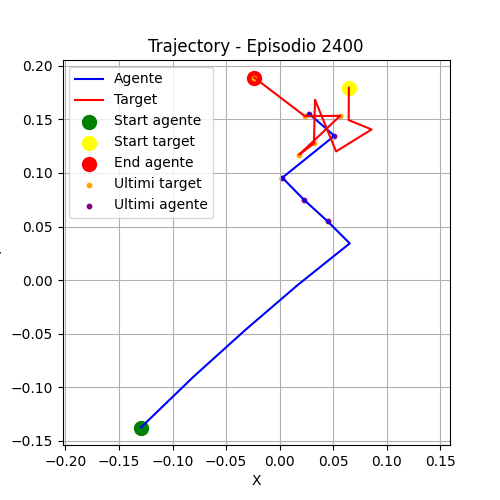 Trajectory - Episodio 2400
0.20
0.15
0.10
0.05
0.00
−0.05
−0.10
−0.15
Agente
Target
Start agente
Start target
End agente
Ultimi target
Ultimi agente
−0.20
−0.15
−0.10
−0.05
0.00
0.05
0.10
0.15
X